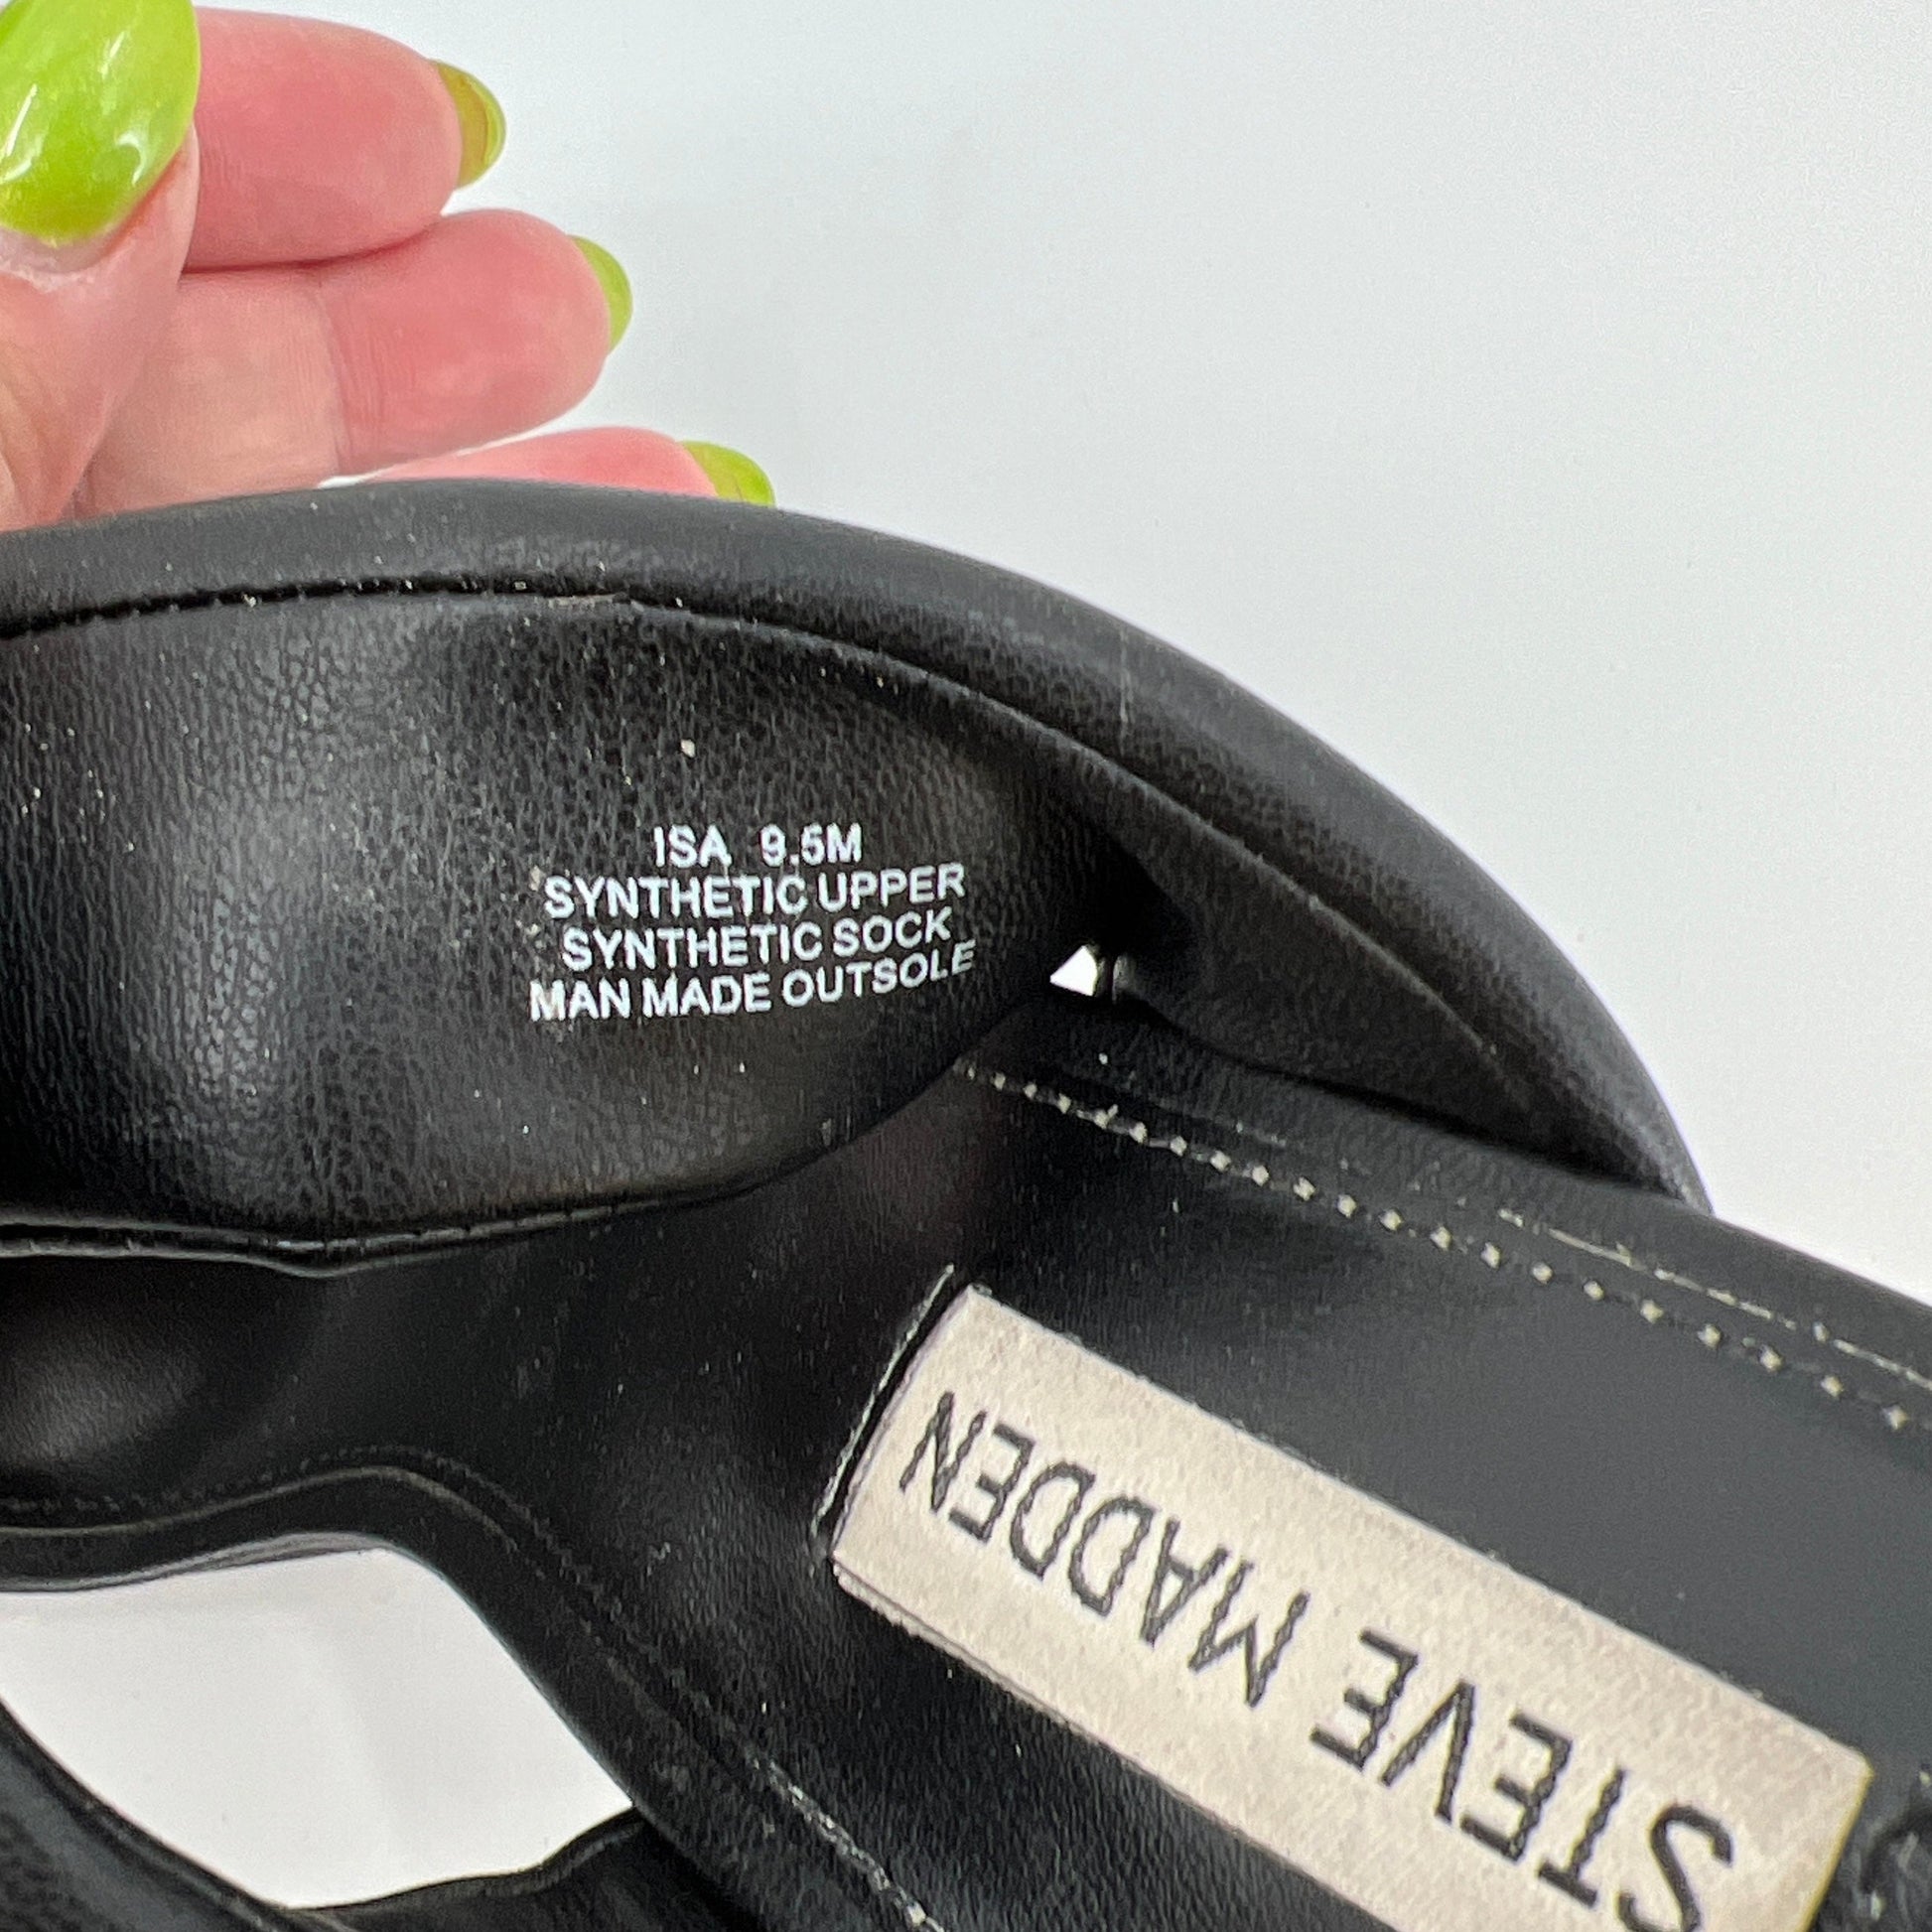 ISA 9.5M
SYNTHETIC UPPER
SYNTHETIC SOCK
MAN MADE OUTSOLE
STEVE MADDEN